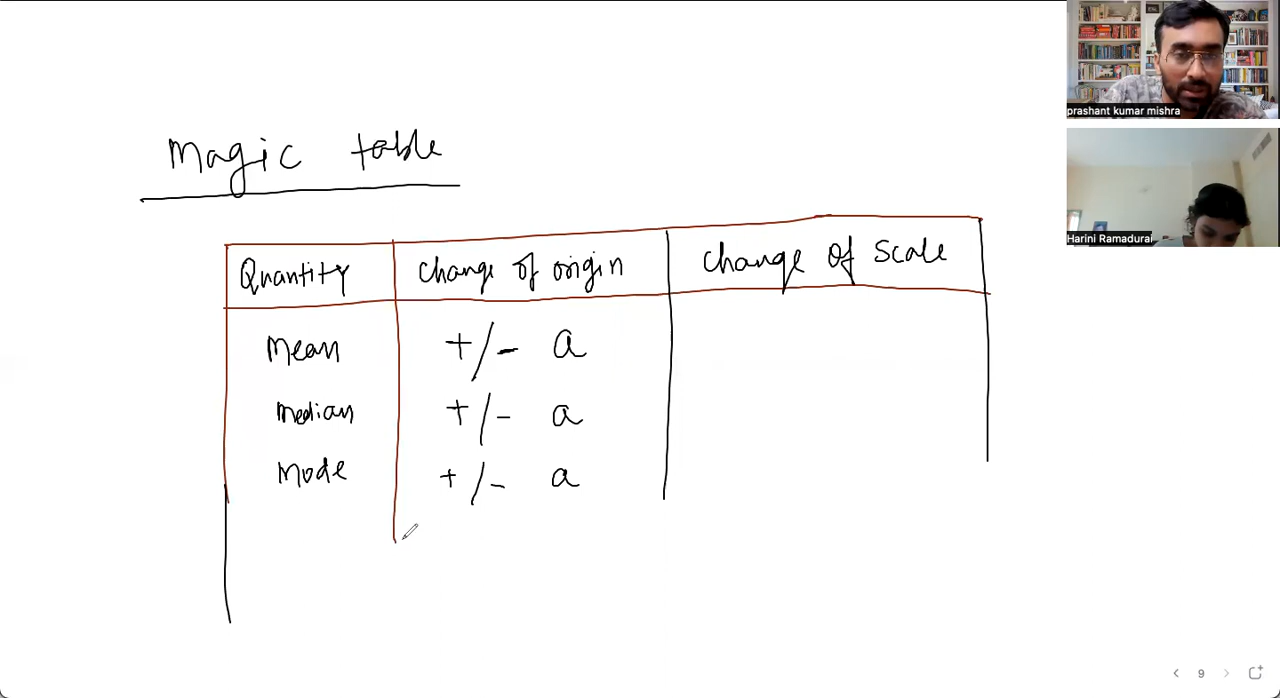 prashant kumar mishra
Harini Ramadurai
Magic table
Quantity Change of origin Change of Scale
Mean +/- a
Median +/- a
Mode +/- a
9